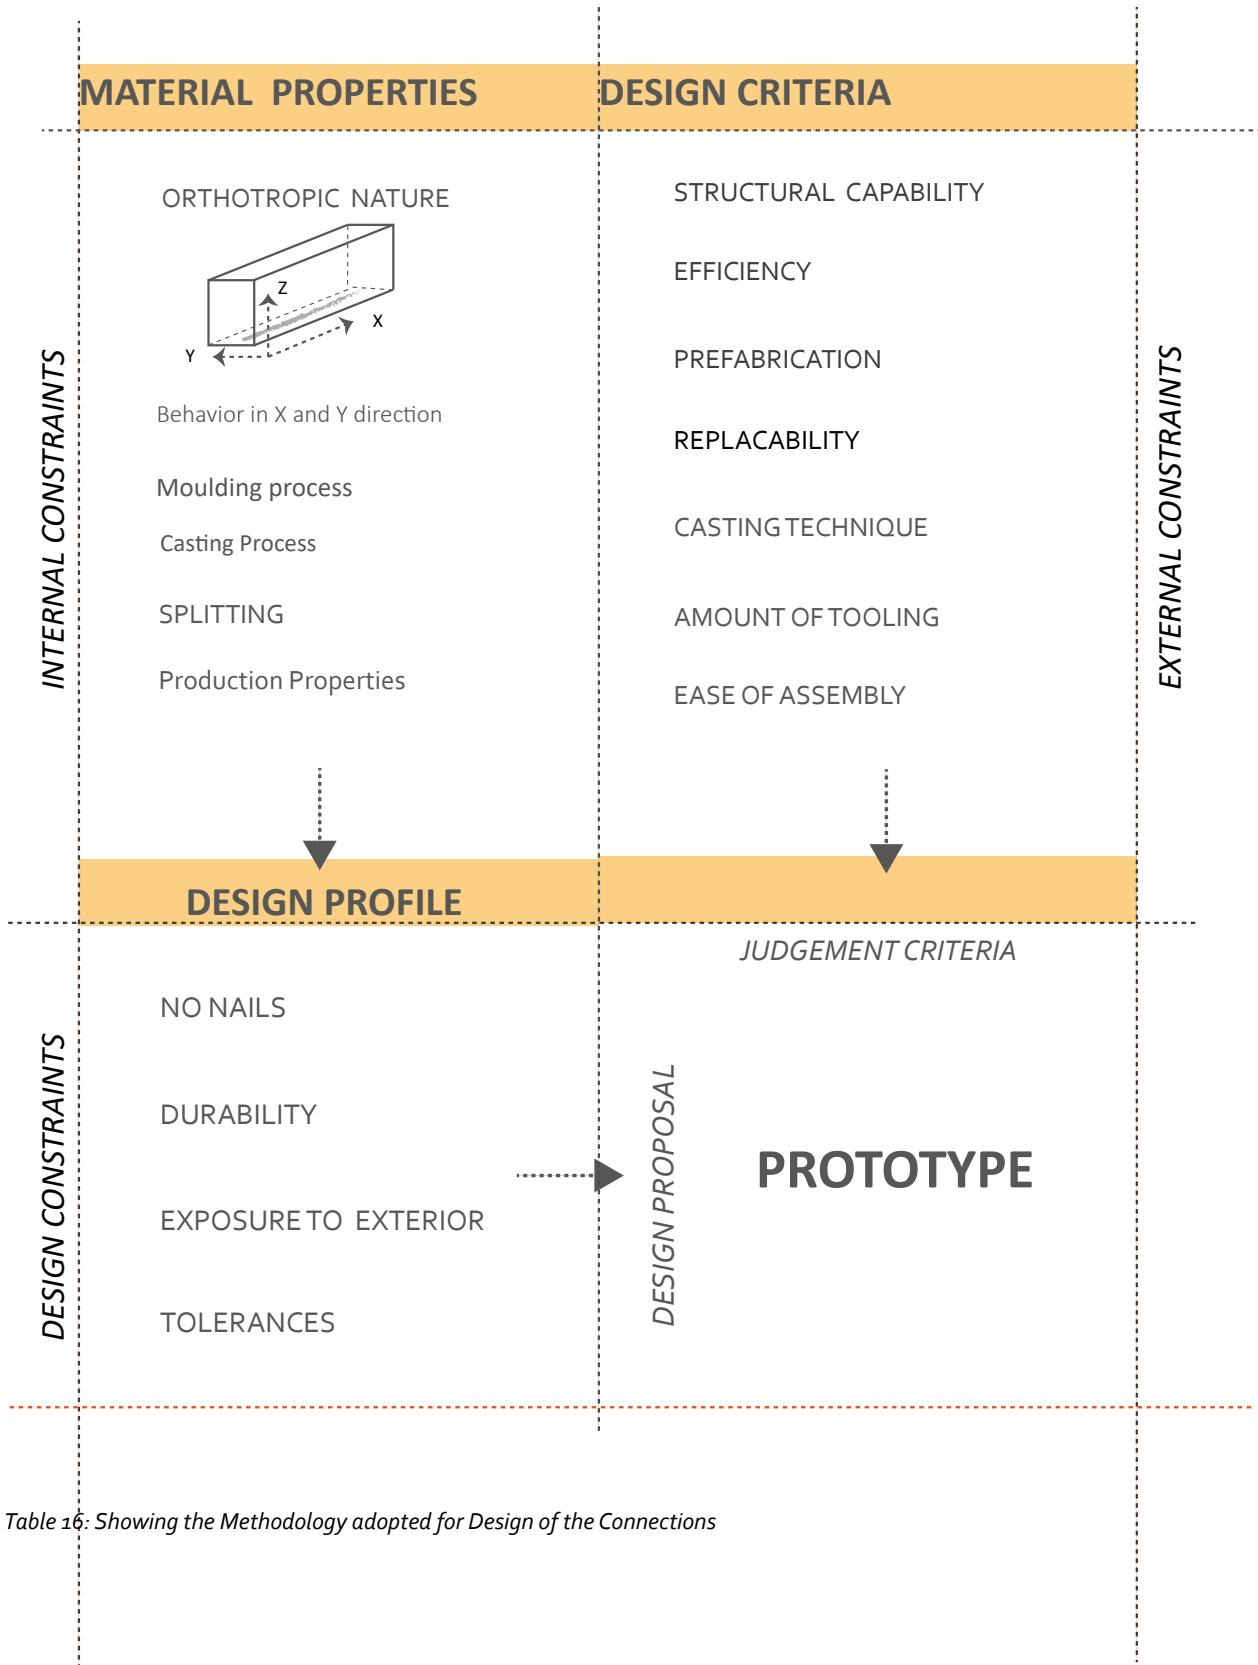 MATERIAL PROPERTIES
DESIGN CRITERIA
INTERNAL CONSTRAINTS
ORTHOTROPIC NATURE
Z
X
Y
Behavior in X and Y direction
Moulding process
Casting Process
SPLITTING
Production Properties
STRUCTURAL CAPABILITY
EFFICIENCY
PREFABRICATION
REPLACABILITY
CASTING TECHNIQUE
AMOUNT OF TOOLING
EASE OF ASSEMBLY
EXTERNAL CONSTRAINTS
DESIGN PROFILE
JUDGEMENT CRITERIA
DESIGN CONSTRAINTS
NO NAILS
DURABILITY
EXPOSURE TO EXTERIOR
TOLERANCES
DESIGN PROPOSAL
PROTOTYPE
Table 16: Showing the Methodology adopted for Design of the Connections